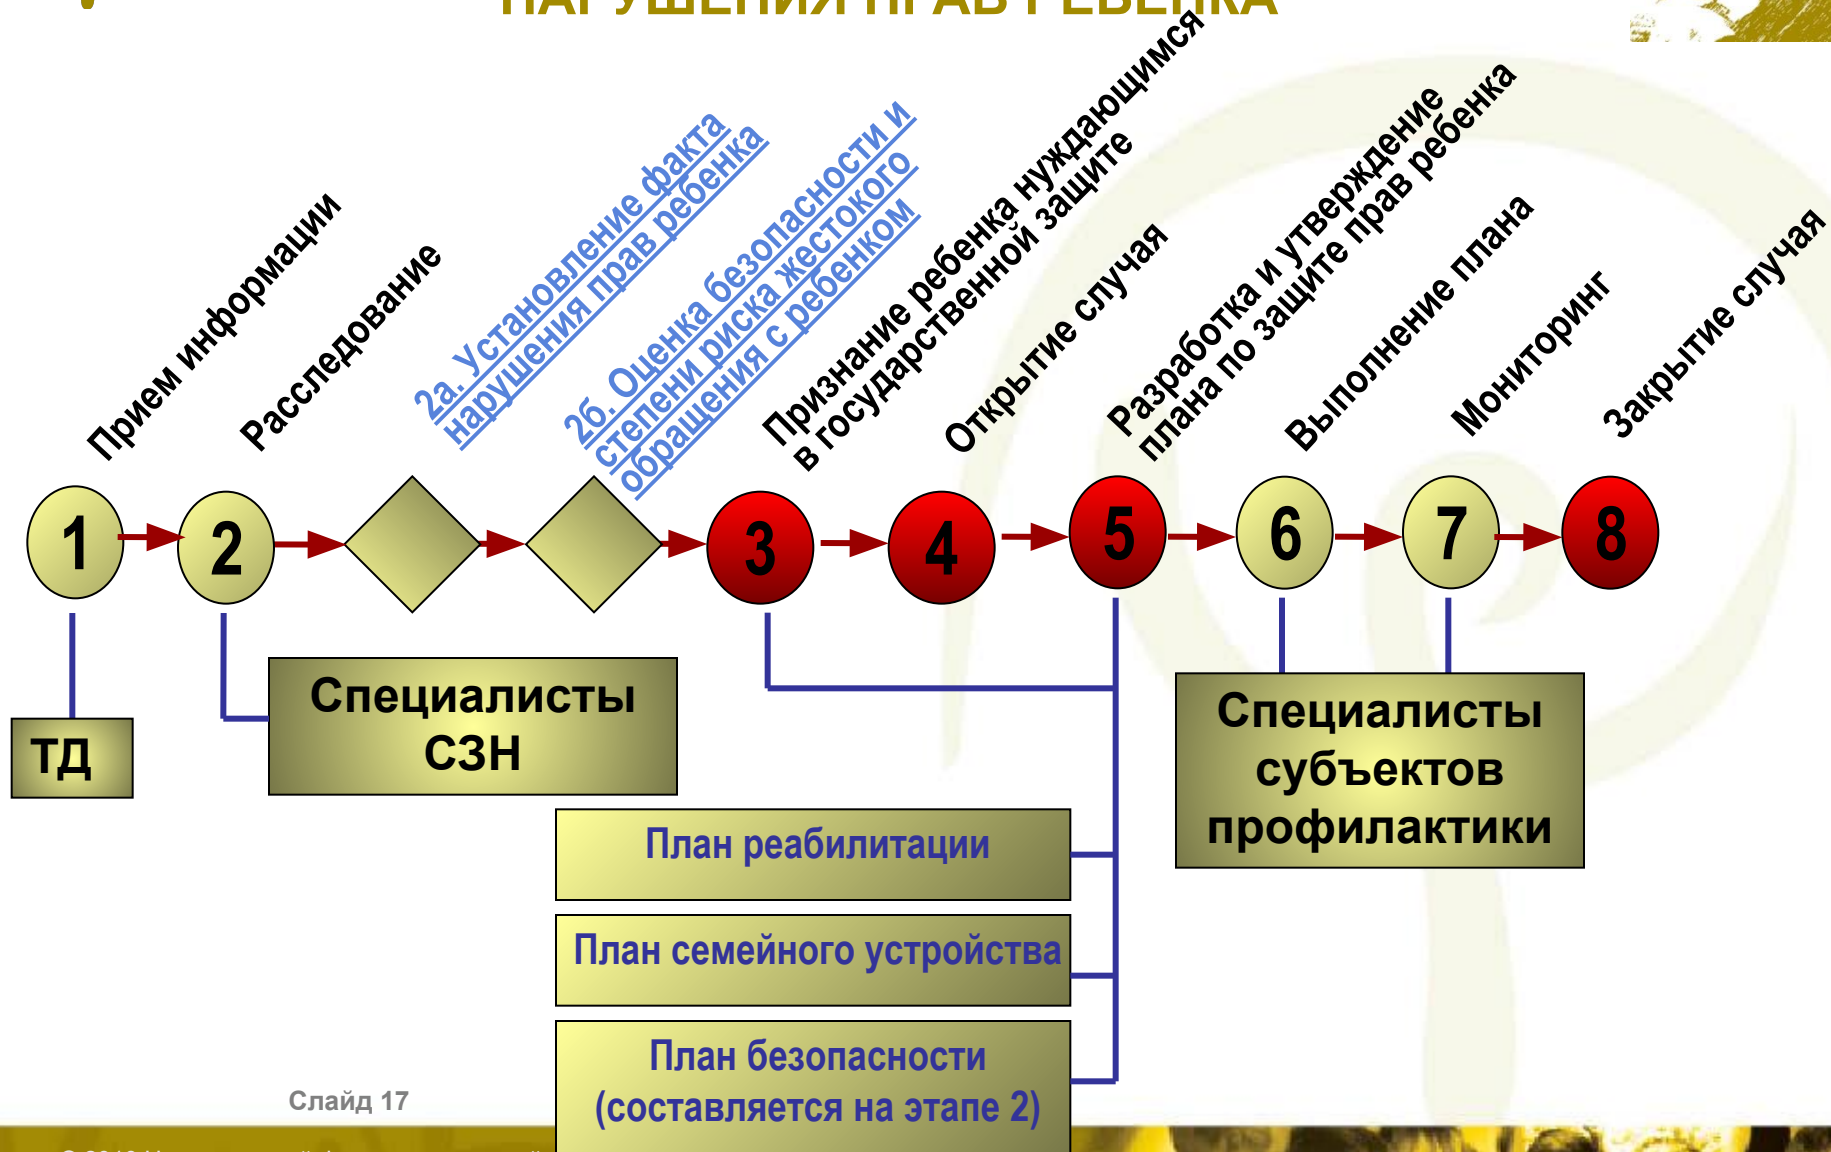 НАРУШЕНИЯ ПРАВ РЕБЕНКА
Прием информации
Расследование
2а. Установление факта
нарушения прав ребенка
2б. Оценка безопасности и
степени риска жестокого
обращения с ребенком
Признание ребенка нуждающимся
в государственной защите
Открытие случая
Разработка и утверждение
плана по защите прав ребенка
Выполнение плана
Мониторинг
Закрытие случая
1
2
3
4
5
6
7
8
ТД
Специалисты
СЗН
Специалисты
субъектов
профилактики
План реабилитации
План семейного устройства
План безопасности
(составляется на этапе 2)
Слайд 17